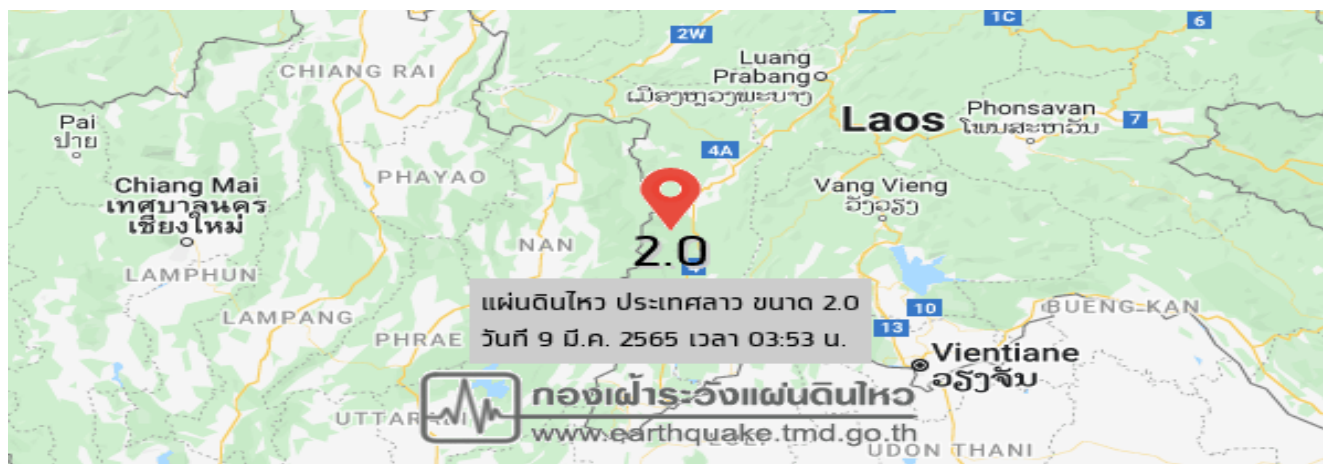 1C
6
2W
Luang
Prabang
ເມືອງຫຼວງພະບາງ
CHIANG RAI
Pai
ปาย
Laos
Phonsavan
ໂພນສະຫວັນ
7
4A
PHAYAO
Chiang Mai
เทศบาลนคร
เชียงใหม่
Vang Vieng
ວັງວຽງ
NAN
2.0
4
LAMPHUN
แผ่นดินไหว ประเทศลาว ขนาด 2.0
วันที่ 9 มี.ค. 2565 เวลา 03:53 น.
10
BUENG KAN
LAMPANG
13
PHRAE
Vientiane
ວຽງຈັນ
กองเฝ้าระวังแผ่นดินไหว
www.earthquake.tmd.go.th
UDON THANI